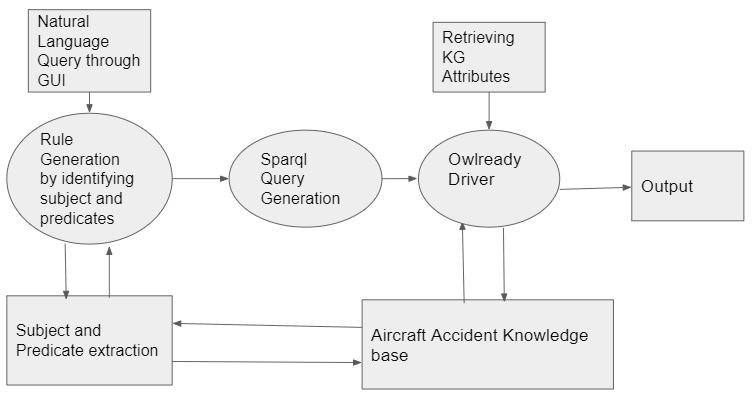 Natural
Language
Query through
GUI
Retrieving
KG
Attributes
Rule
Generation
by identifying
subject and
predicates
Sparql
Query
Generation
Owlready
Driver
Output
Subject and
Predicate extraction
Aircraft Accident Knowledge
base